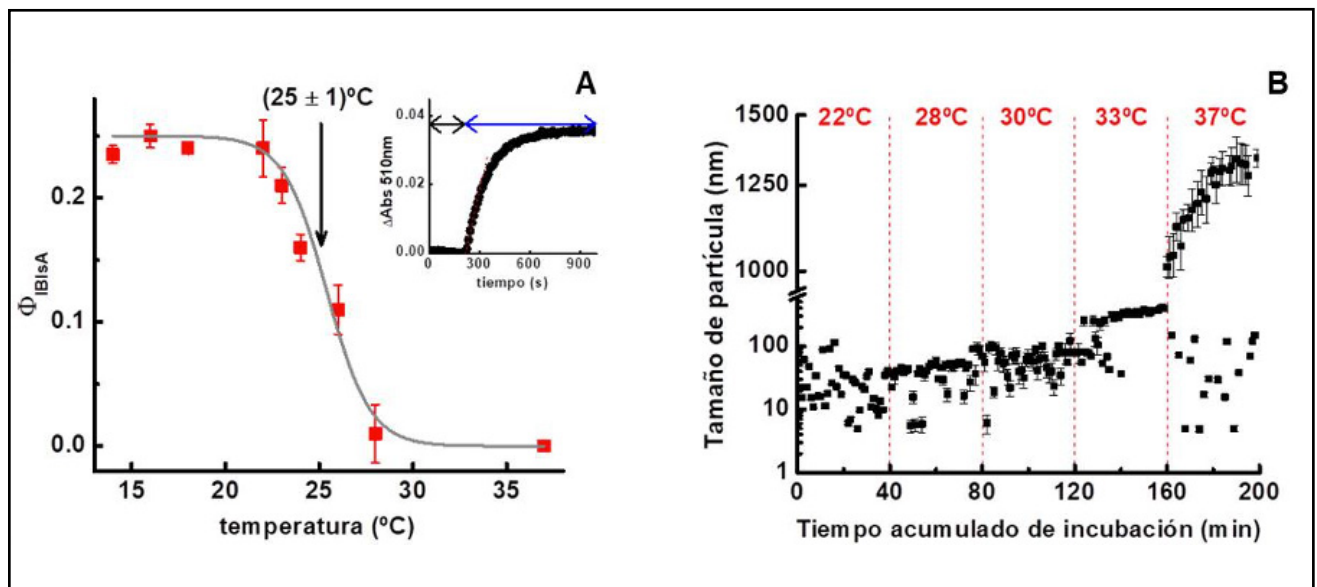 A
(25 ± 1)ºC
0.2
0.1
0.0
Φ_IBlsA
15 20 25 30 35
temperatura (ºC)
0.04
0.02
0.00
ΔAbs 510nm
0 300 600 900
tiempo (s)
B
22ºC 28ºC 30ºC 33ºC 37ºC
1500
1250
1000
100
10
1
Tamaño de partícula (nm)
0 40 80 120 160 200
Tiempo acumulado de incubación (min)